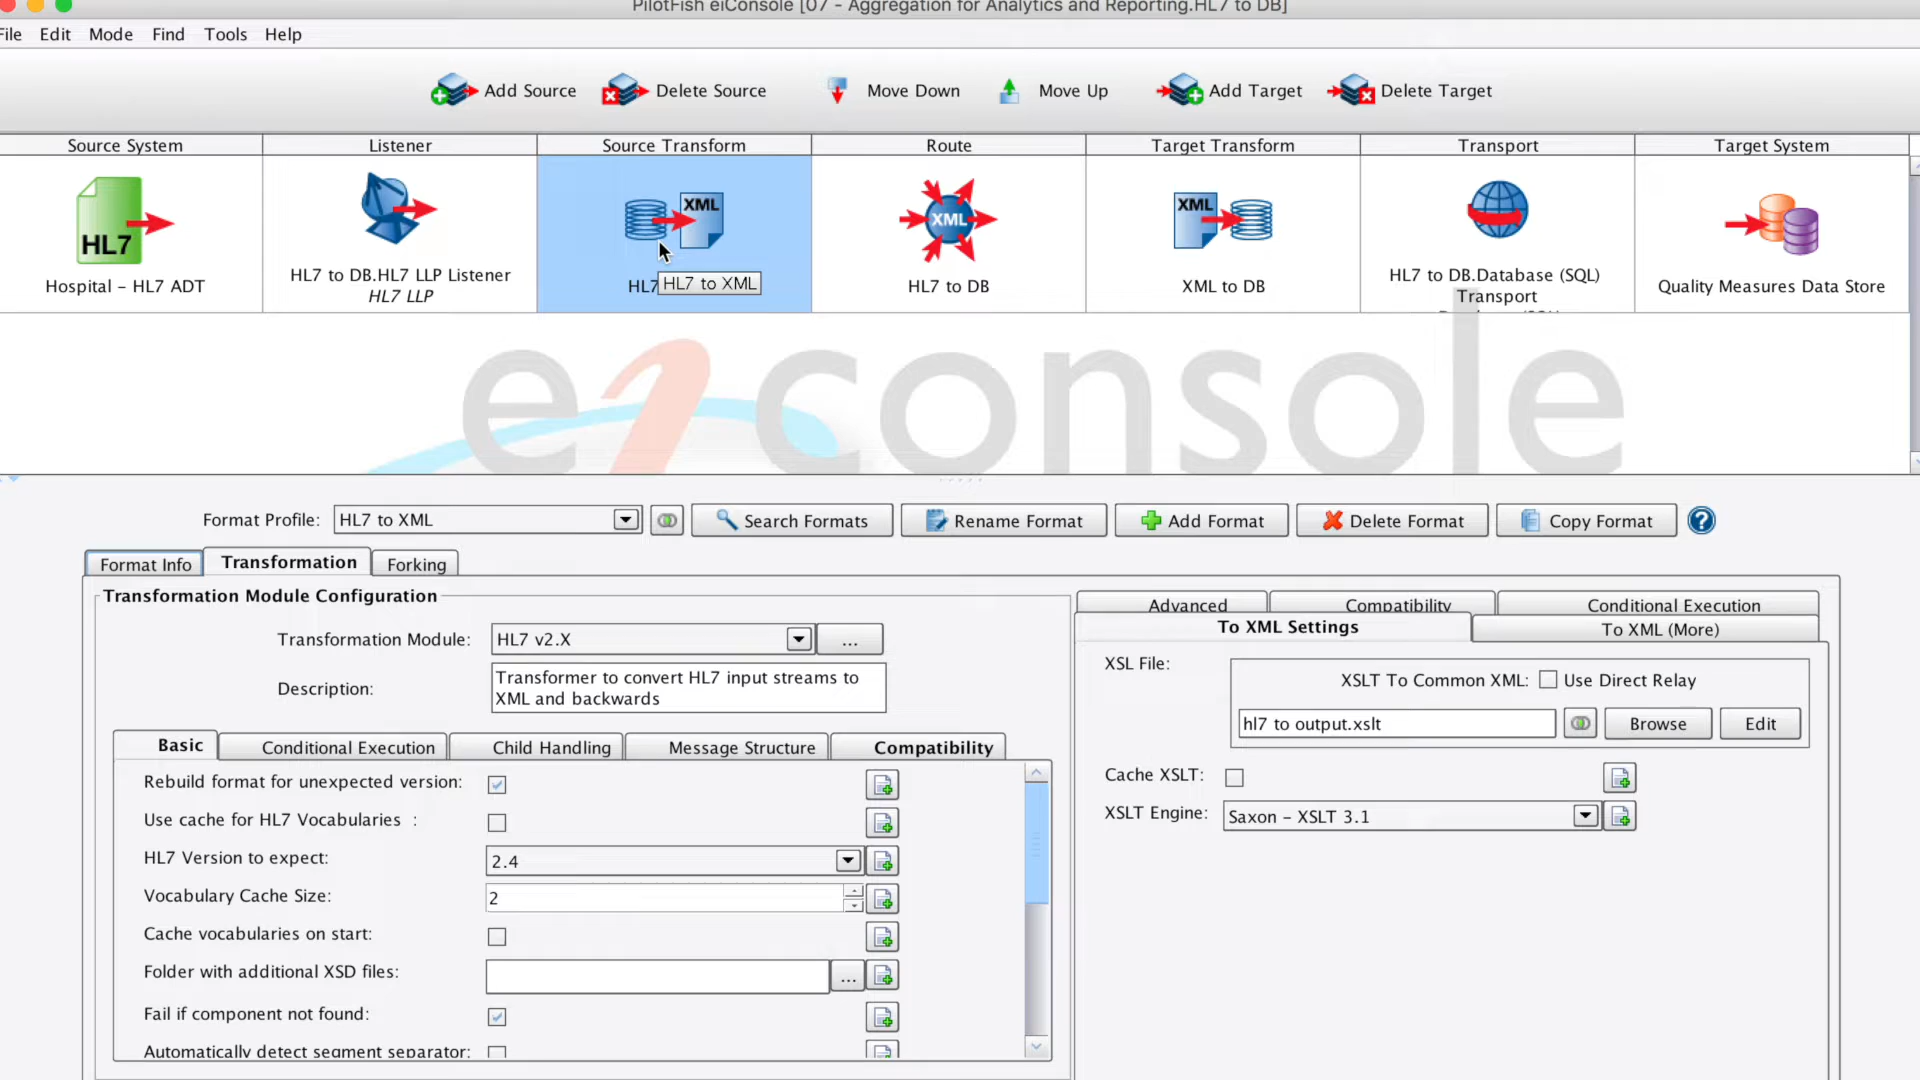 PilotFish eiConsole [07 - Aggregation for Analytics and Reporting.HL7 to DB]
File Edit Mode Find Tools Help
Add Source Delete Source Move Down Move Up Add Target Delete Target
Source System Listener Source Transform Route Target Transform Transport Target System
HL7
XML
XML
XML
Hospital – HL7 ADT
HL7 to DB.HL7 LLP Listener
HL7 LLP
HL7
HL7 to XML
HL7 to DB
XML to DB
HL7 to DB.Database (SQL)
Transport
Quality Measures Data Store
eiconsole
Format Profile: HL7 to XML Search Formats Rename Format Add Format Delete Format Copy Format ?
Format Info Transformation Forking
Transformation Module Configuration
Transformation Module: HL7 v2.X ...
Description: Transformer to convert HL7 input streams to
XML and backwards
Basic Conditional Execution Child Handling Message Structure Compatibility
Rebuild format for unexpected version:
Use cache for HL7 Vocabularies :
HL7 Version to expect: 2.4
Vocabulary Cache Size: 2
Cache vocabularies on start:
Folder with additional XSD files: ...
Fail if component not found:
Automatically detect segment separator:
Advanced Compatibility Conditional Execution
To XML Settings To XML (More)
XSL File:
XSLT To Common XML: Use Direct Relay
hl7 to output.xslt Browse Edit
Cache XSLT:
XSLT Engine: Saxon – XSLT 3.1